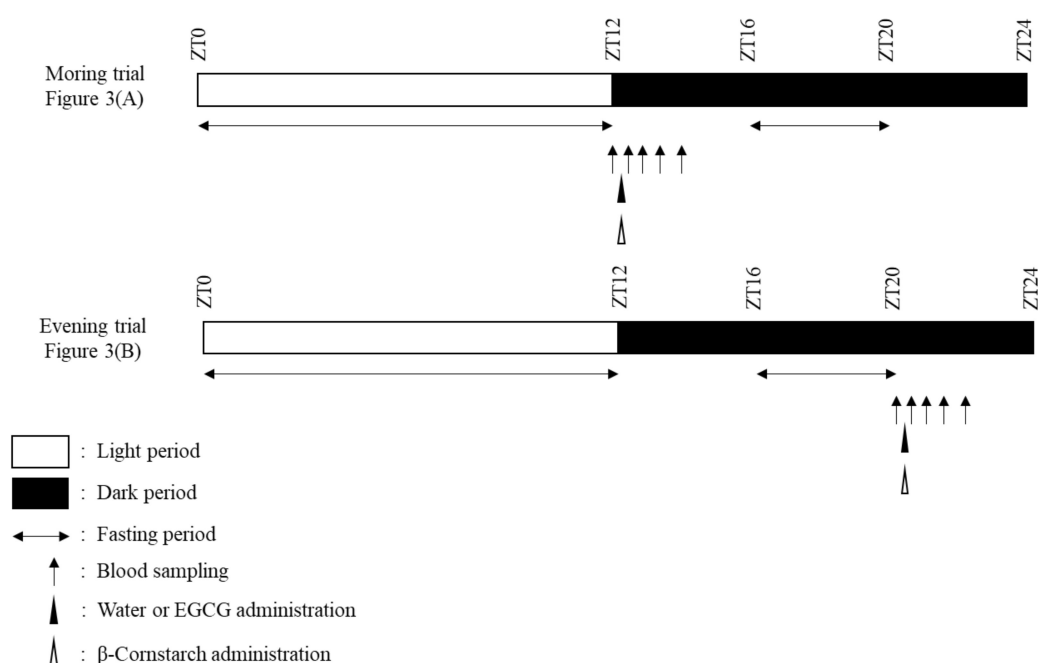 ZT0
ZT12
ZT16
ZT20
ZT24
Moring trial
Figure 3(A)
ZT0
ZT12
ZT16
ZT20
ZT24
Evening trial
Figure 3(B)
: Light period
: Dark period
: Fasting period
: Blood sampling
: Water or EGCG administration
: β-Cornstarch administration